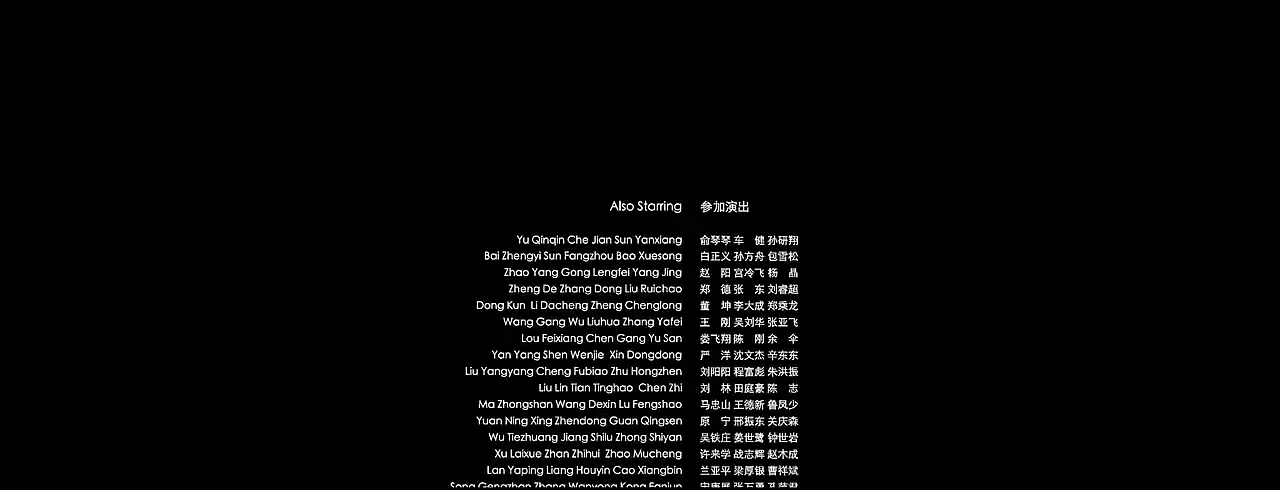 Also Starring 参加演出
Yu Qinqin Che Jian Sun Yanxiang 俞琴琴 车 健 孙研翔
Bai Zhengyi Sun Fangzhou Bao Xuesong 白正义 孙方舟 包雪松
Zhao Yang Gong Lengfei Yang Jing 赵 阳 宫冷飞 杨 晶
Zheng De Zhang Dong Liu Ruichao 郑 德 张 东 刘睿超
Dong Kun Li Dacheng Zheng Chenglong 董 坤 李大成 郑乘龙
Wang Gang Wu Liuhua Zhang Yafei 王 刚 吴刘华 张亚飞
Lou Feixiang Chen Gang Yu San 娄飞翔 陈 刚 余 伞
Yan Yang Shen Wenjie Xin Dongdong 严 洋 沈文杰 辛东东
Liu Yangyang Cheng Fubiao Zhu Hongzhen 刘阳阳 程富彪 朱洪振
Liu Lin Tian Tinghao Chen Zhi 刘 林 田庭豪 陈 志
Ma Zhongshan Wang Dexin Lu Fengshao 马忠山 王德新 鲁凤少
Yuan Ning Xing Zhendong Guan Qingsen 原 宁 邢振东 关庆森
Wu Tiezhuang Jiang Shilu Zhong Shiyan 吴铁庄 姜世鹭 钟世岩
Xu Laixue Zhan Zhihui Zhao Mucheng 许来学 战志辉 赵木成
Lan Yaping Liang Houyin Cao Xiangbin 兰亚平 梁厚银 曹祥斌